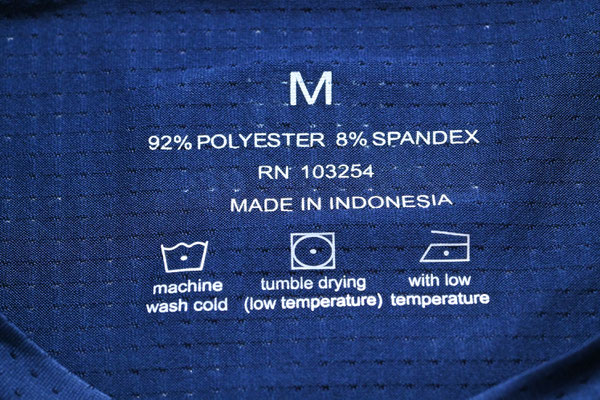 M
92% POLYESTER 8% SPANDEX
RN 103254
MADE IN INDONESIA
machine
wash cold
tumble drying
(low temperature)
with low
temperature